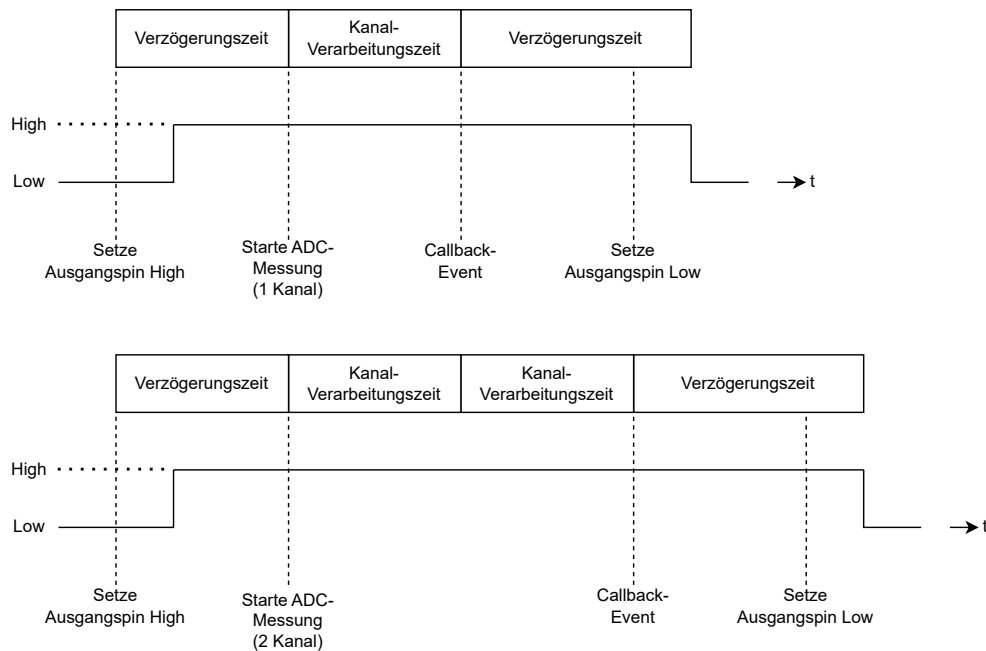 Verzögerungszeit
Kanal-
Verarbeitungszeit
Verzögerungszeit
High
Low
t
Setze
Ausgangspin High
Starte ADC-
Messung
(1 Kanal)
Callback-
Event
Setze
Ausgangspin Low
Verzögerungszeit
Kanal-
Verarbeitungszeit
Kanal-
Verarbeitungszeit
Verzögerungszeit
High
Low
t
Setze
Ausgangspin High
Starte ADC-
Messung
(2 Kanal)
Callback-
Event
Setze
Ausgangspin Low